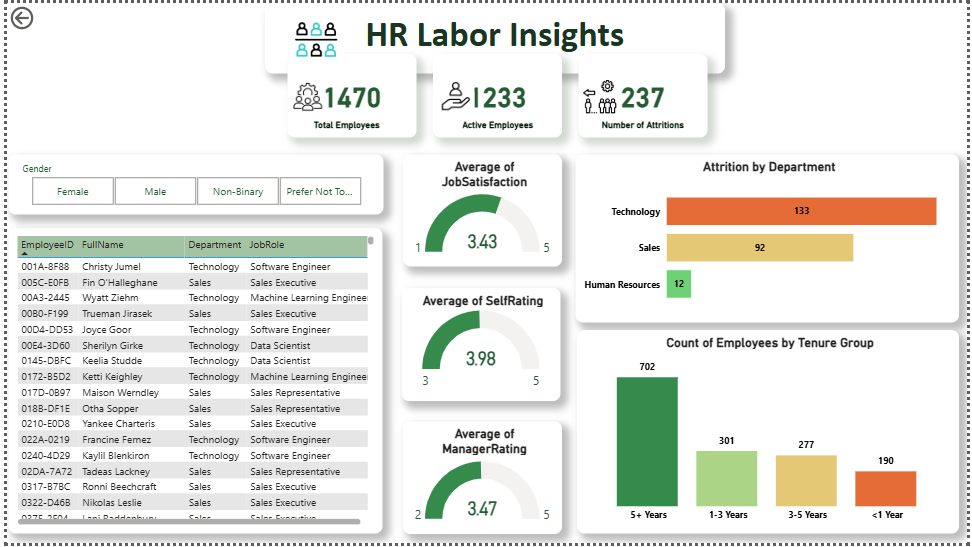 HR Labor Insights
1470
Total Employees
1233
Active Employees
237
Number of Attritions
Gender
Female Male Non-Binary Prefer Not To...
EmployeeID FullName Department JobRole
001A-8F88 Christy Jumel Technology Software Engineer
005C-E0FB Fin O'Halleghane Sales Sales Executive
00A3-2445 Wyatt Ziehm Technology Machine Learning Enginee
00B0-F199 Trueman Jirasek Sales Sales Executive
00D4-DD53 Joyce Goor Technology Software Engineer
00E4-3D60 Sherilyn Girke Technology Data Scientist
0145-DBFC Keelia Studde Technology Data Scientist
0172-B5D2 Ketti Keighley Technology Machine Learning Enginee
017D-0B97 Maison Werndley Sales Sales Representative
018B-DF1E Otha Sopper Sales Sales Representative
0210-E0D8 Yankee Charteris Sales Sales Executive
022A-0219 Francine Fernez Technology Software Engineer
0240-4D29 Kaylil Blenkiron Technology Software Engineer
02DA-7A72 Tadeas Lackney Sales Sales Representative
0317-B7BC Ronni Beechcraft Sales Sales Executive
0322-D46B Nikolas Leslie Sales Sales Executive
Average of
JobSatisfaction
3.43
1 5
Average of SelfRating
3.98
3 5
Average of
ManagerRating
3.47
2 5
Attrition by Department
Technology 133
Sales 92
Human Resources 12
Count of Employees by Tenure Group
702
301
277
190
5+ Years 1-3 Years 3-5 Years <1 Year